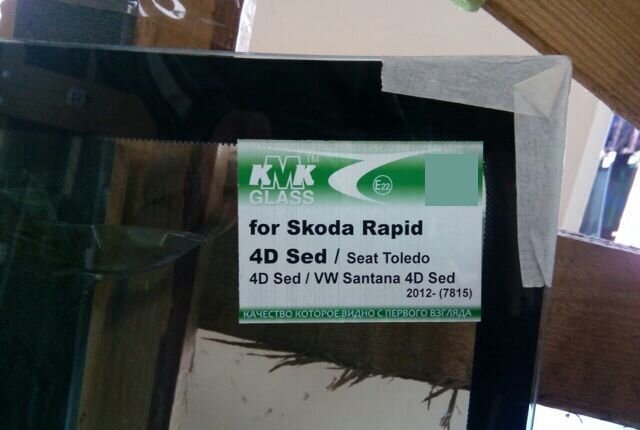 KMK™
GLASS
E22
for Skoda Rapid
4D Sed / Seat Toledo
4D Sed / VW Santana 4D Sed
2012- (7815)
КАЧЕСТВО КОТОРОЕ ВИДНО С ПЕРВОГО ВЗГЛЯДА